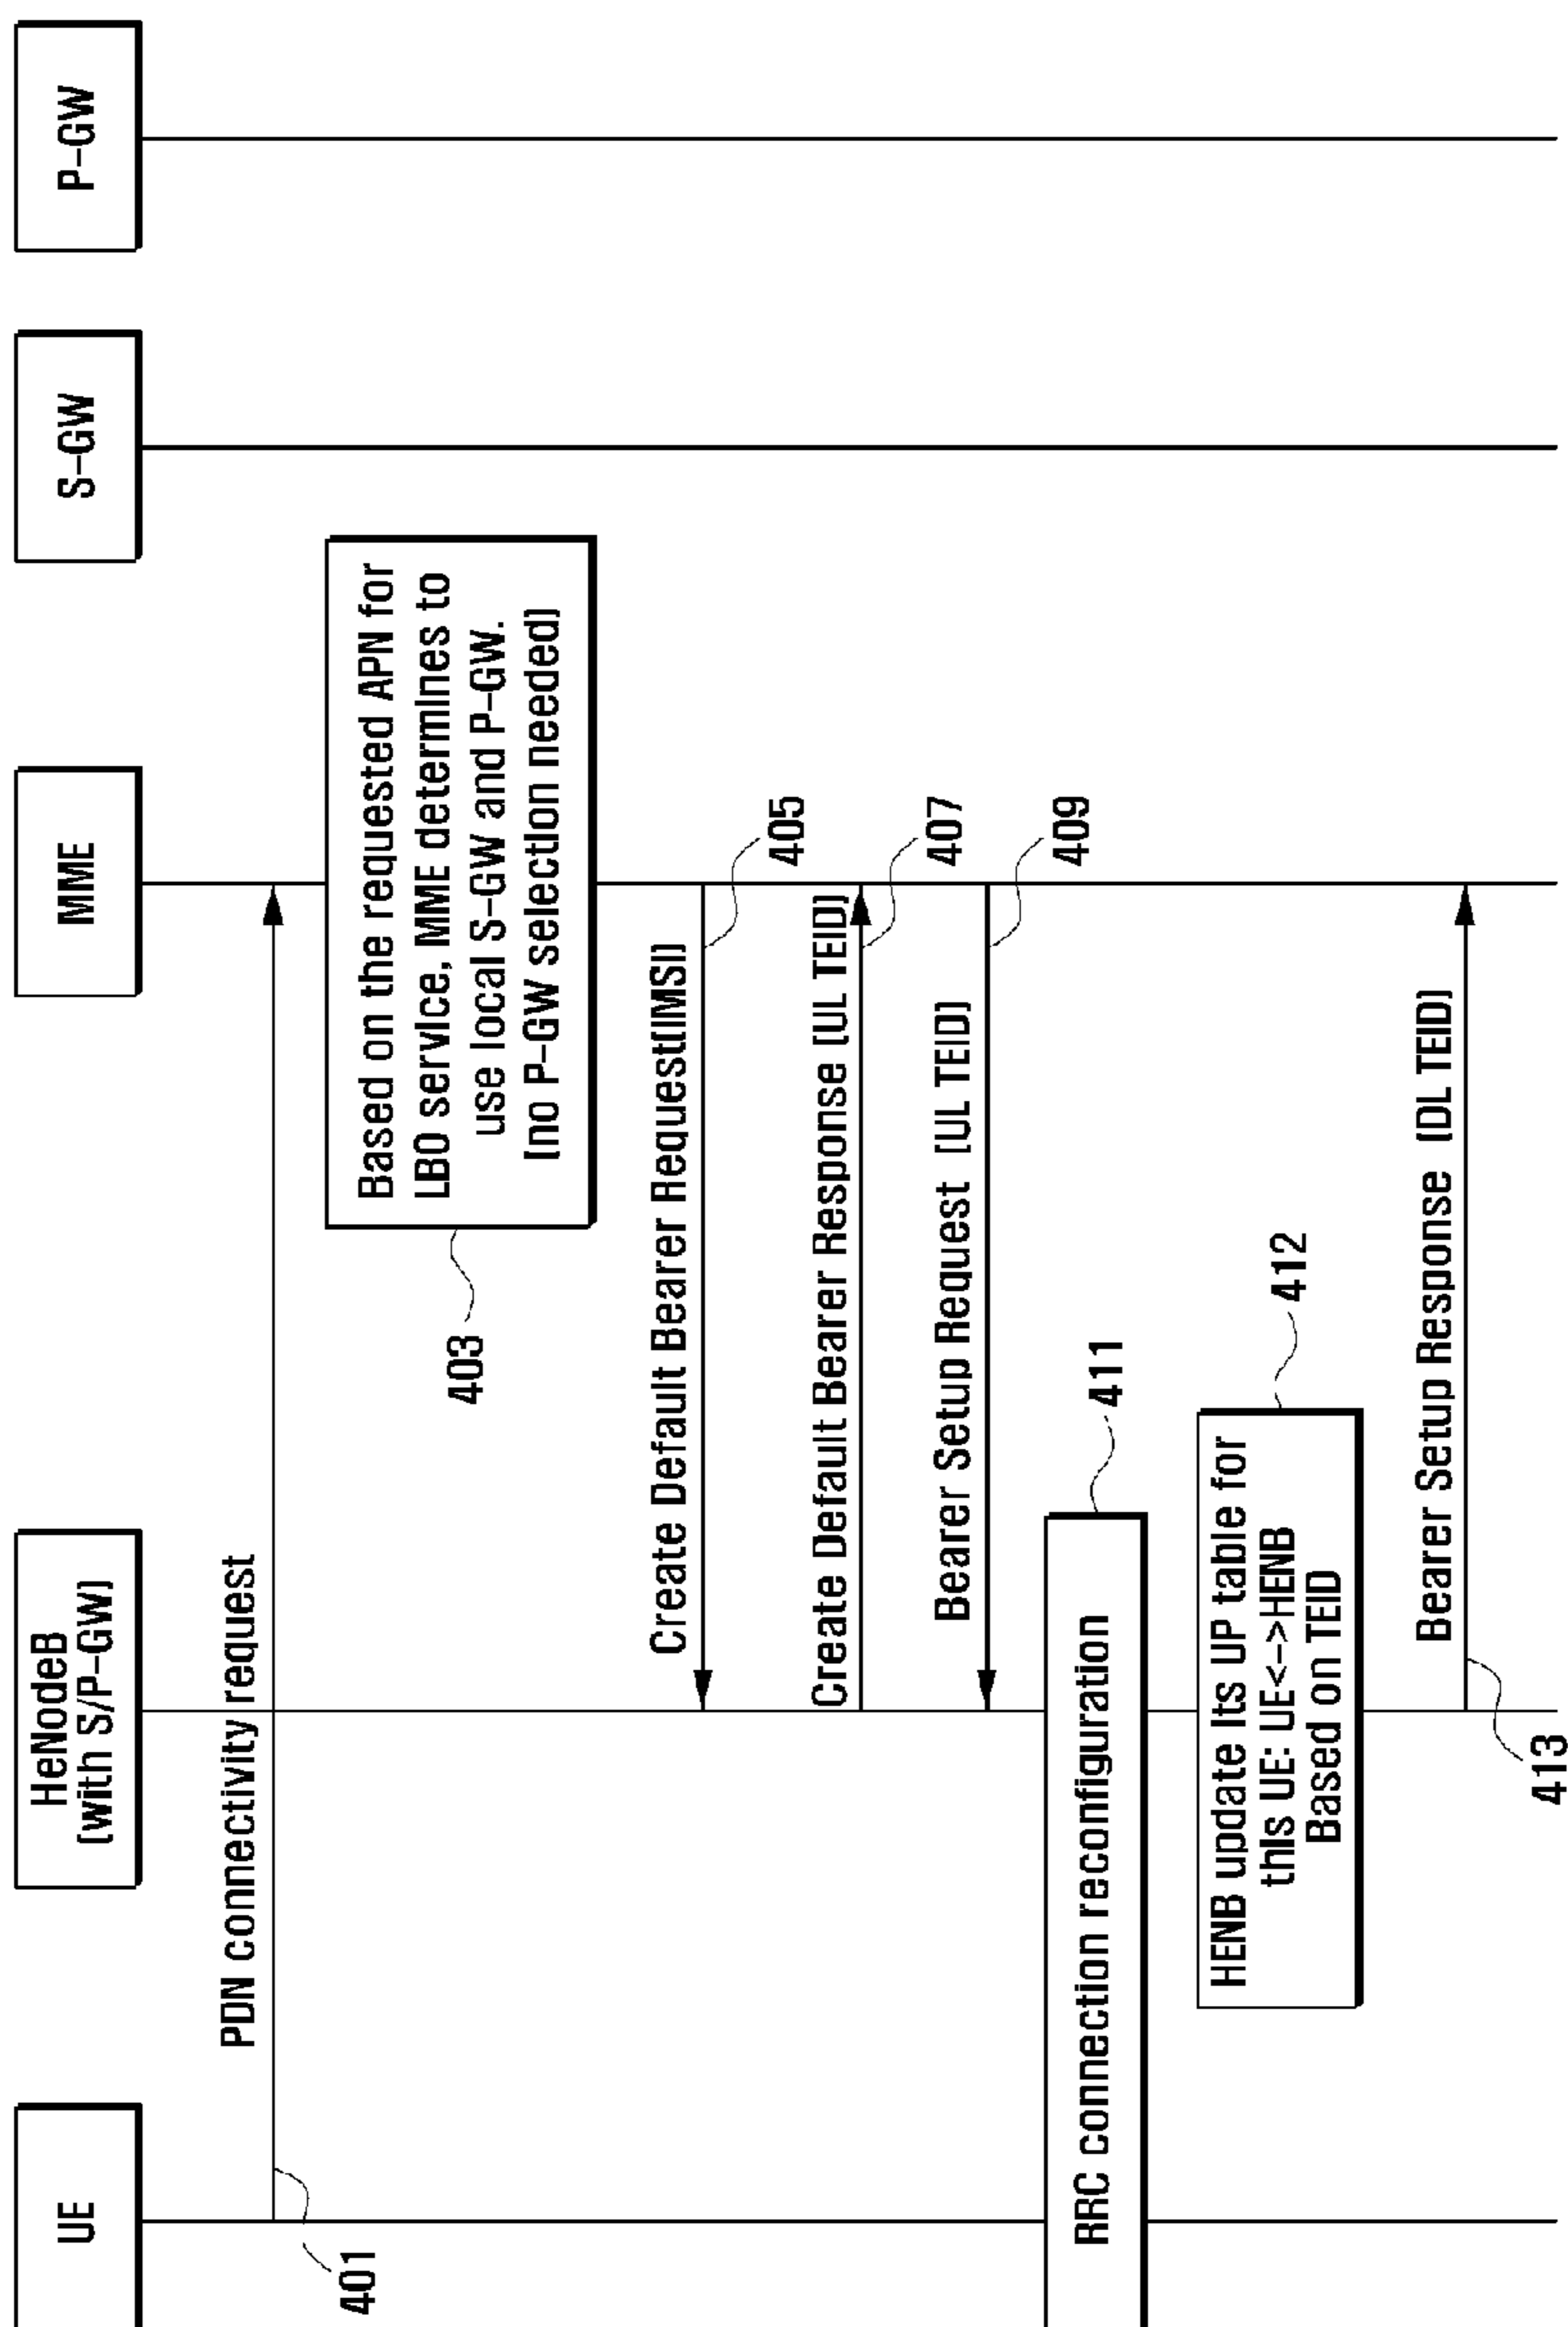 UE
HeNodeB
(with S/P-GW)
MME
S-GW
P-GW
PDN connectivity request
401
Based on the requested APN for
LBO service, MME determines to
use local S-GW and P-GW.
(no P-GW selection needed)
403
Create Default Bearer Request(IMSI)
405
Create Default Bearer Response (UL TEID)
407
Bearer Setup Request (UL TEID)
409
RRC connection reconfiguration
411
HENB update Its UP table for
this UE: UE<->HENB
Based on TEID
412
Bearer Setup Response (DL TEID)
413